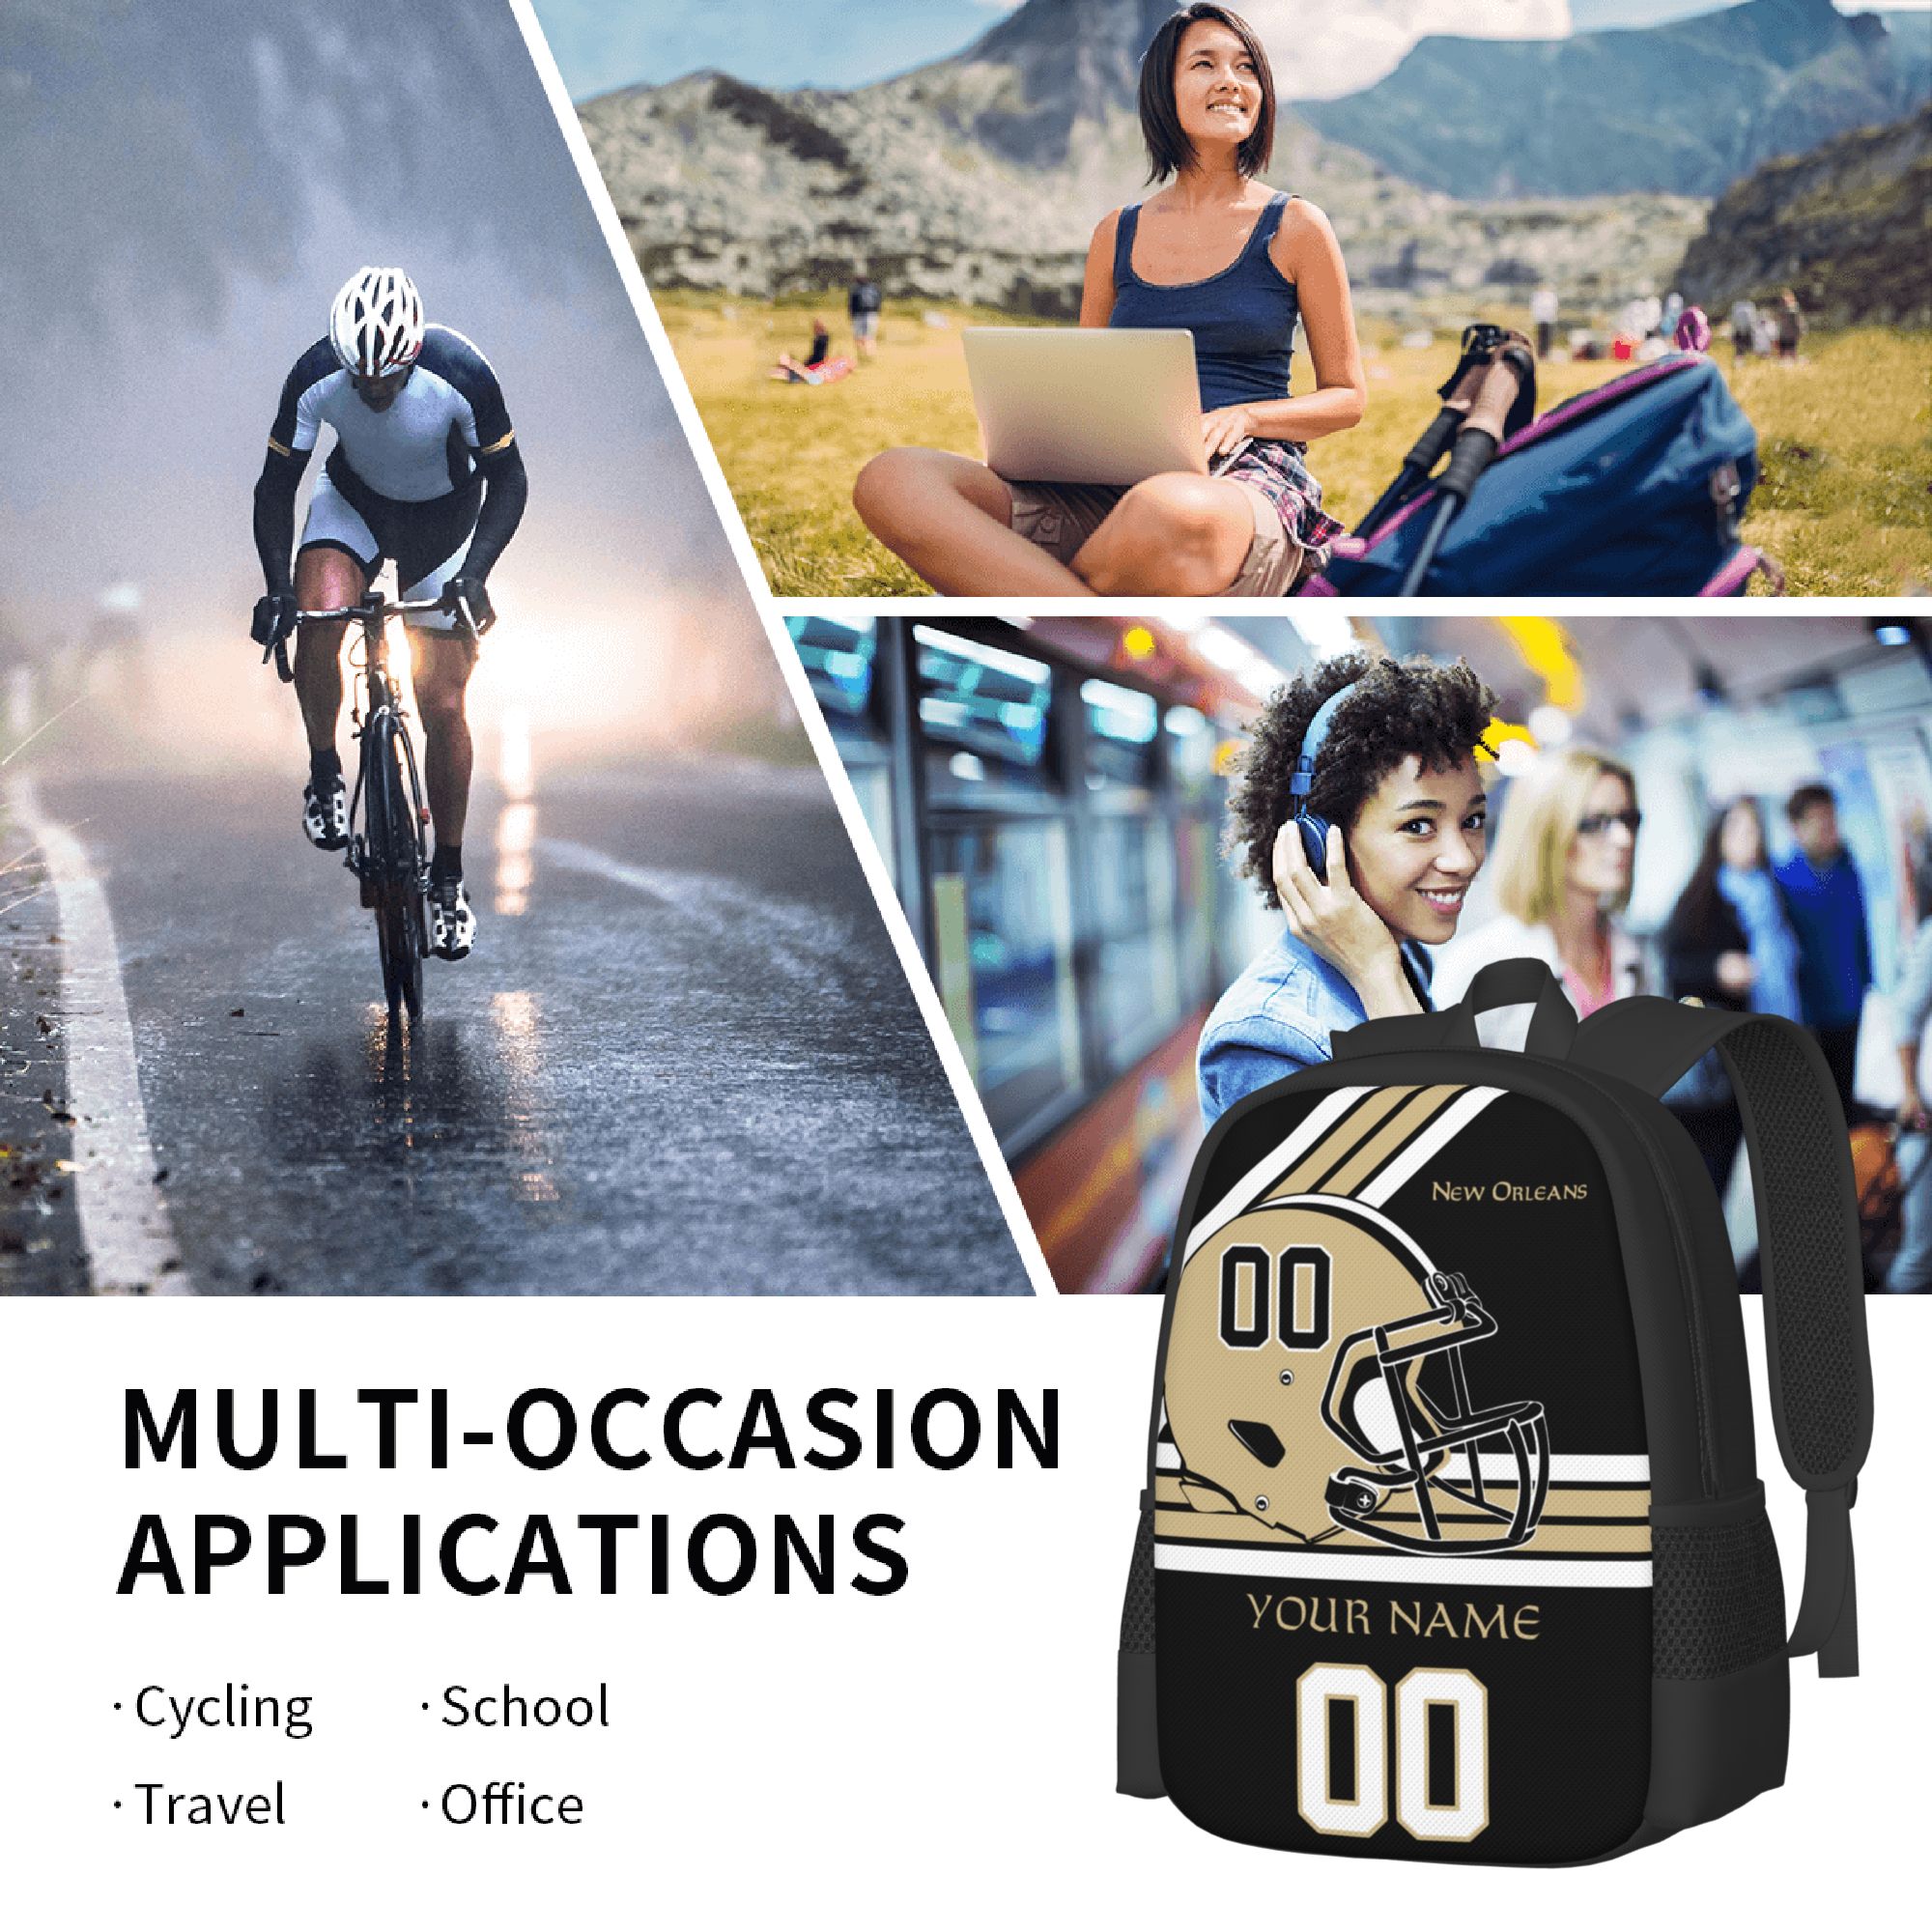 New Orleans
00
YOUR NAME
00
MULTI-OCCASION
APPLICATIONS
· Cycling
· School
· Travel
· Office